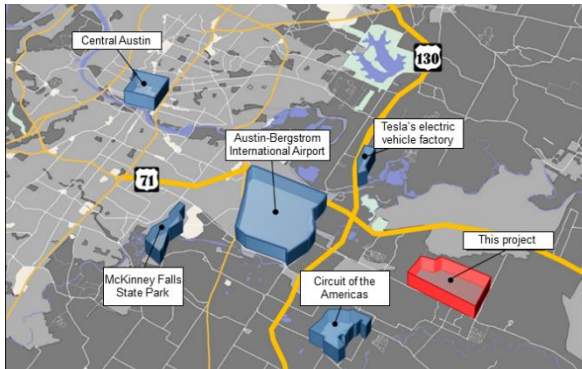 Central Austin
130
Tesla's electric
vehicle factory
Austin-Bergstrom
International Airport
71
This project
McKinney Falls
State Park
Circuit of the
Americas